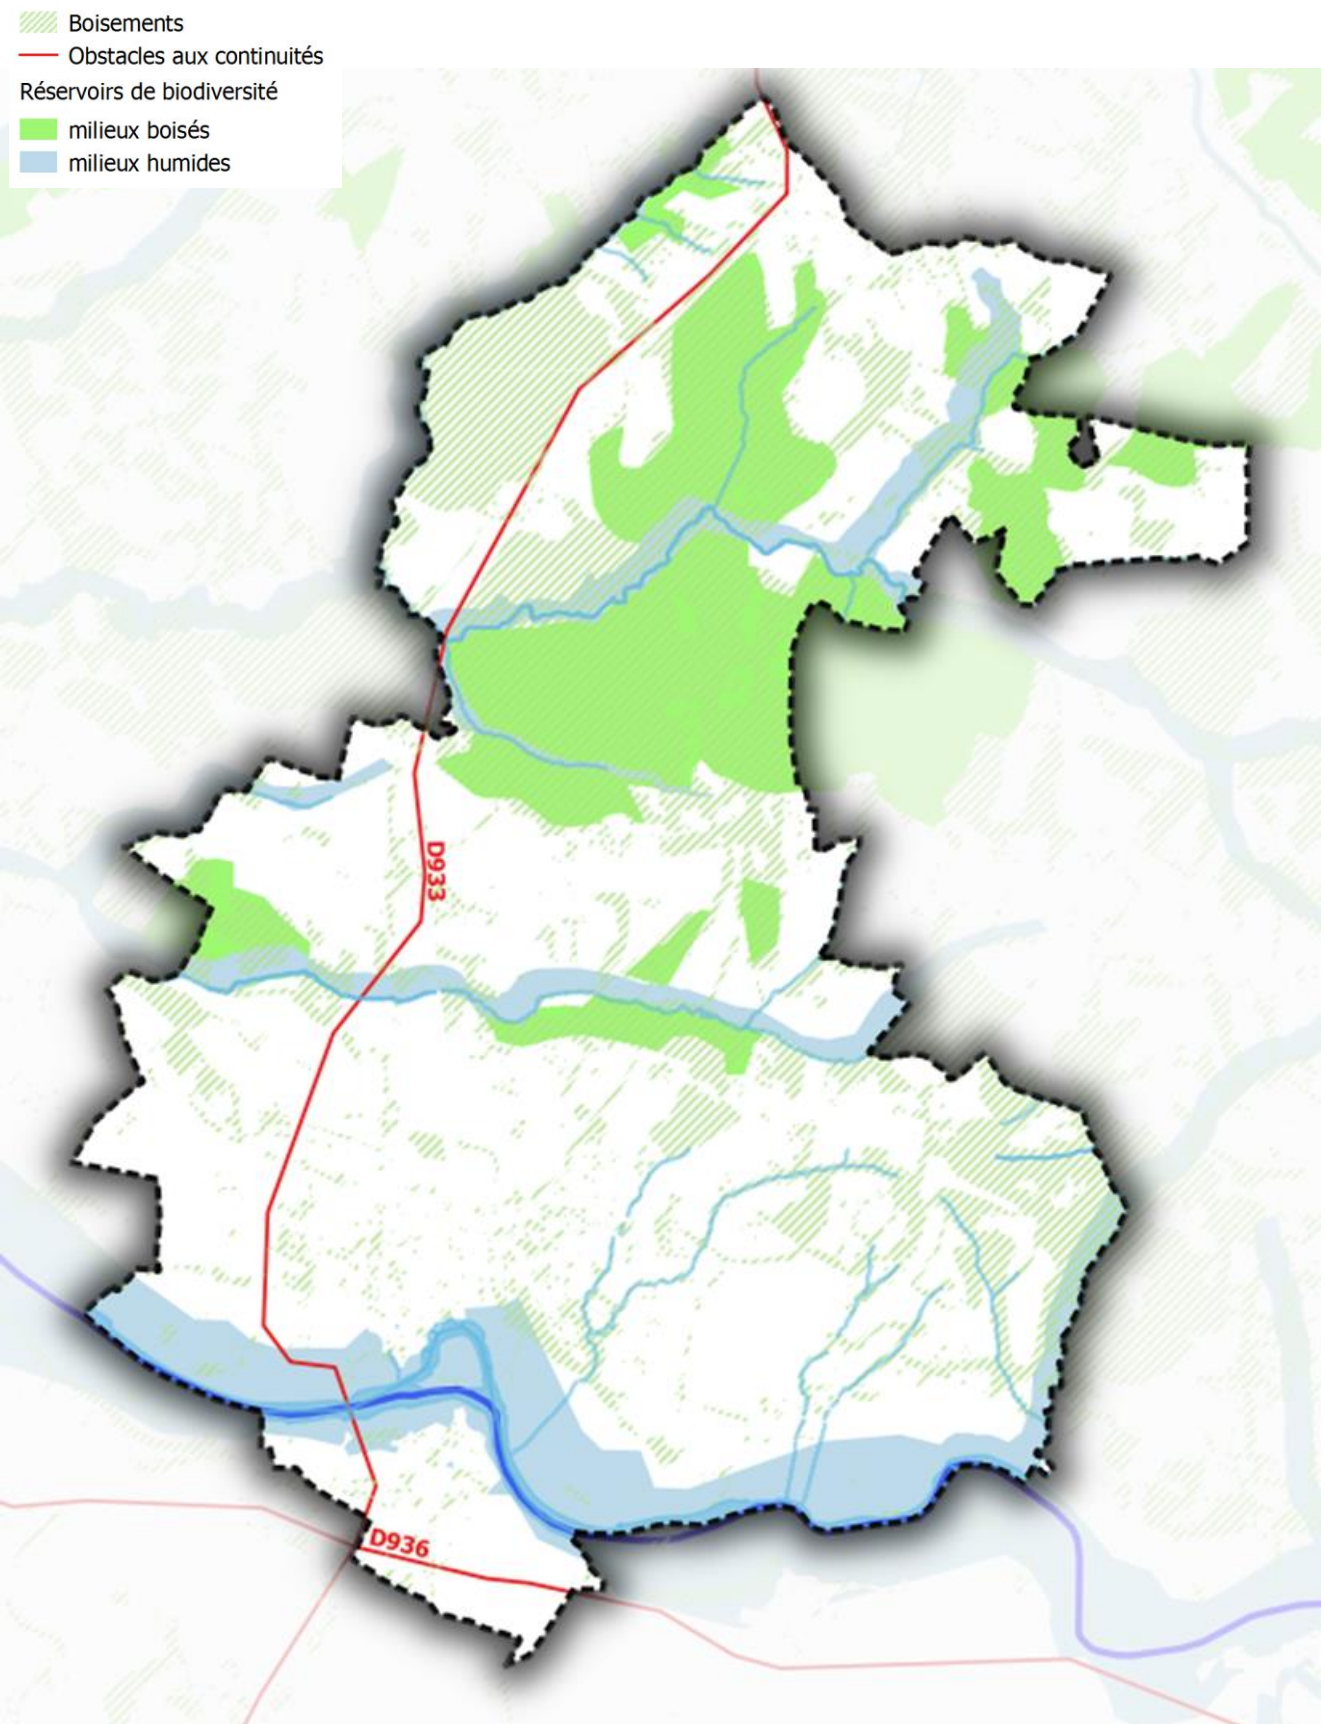 Boisements
Obstacles aux continuités
Réservoirs de biodiversité
milieux boisés
milieux humides
D933
D936